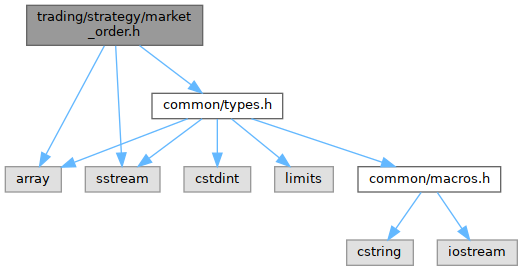 trading/strategy/market
_order.h
common/types.h
array
sstream
cstdint
limits
common/macros.h
cstring
iostream